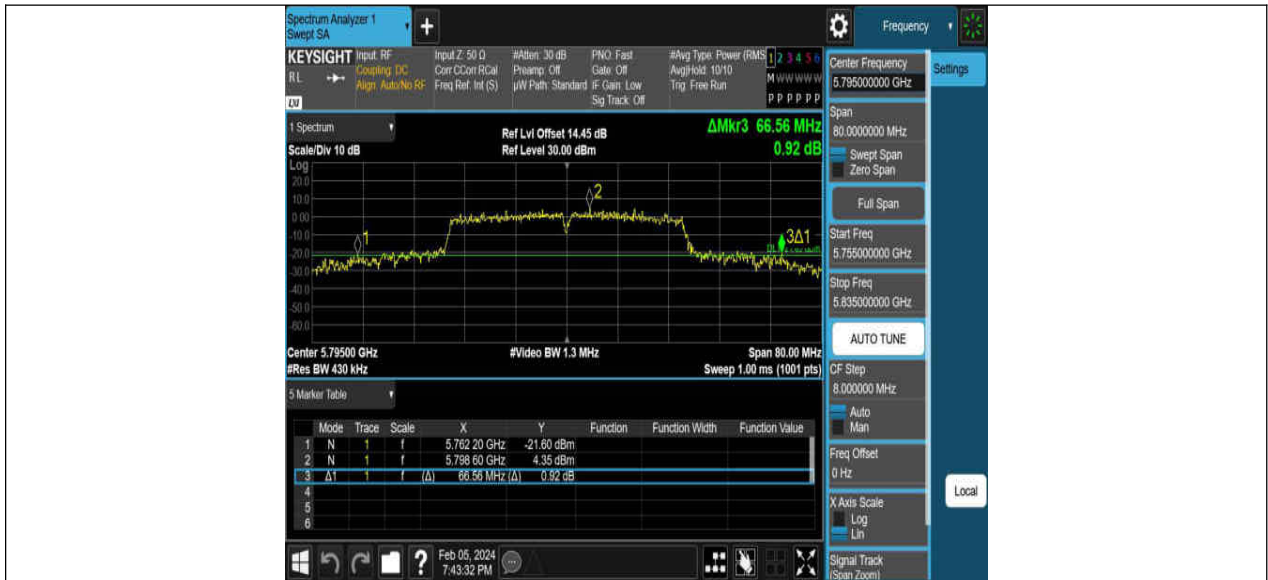 Spectrum Analyzer 1
Swept SA
+
Frequency
KEYSIGHT
RL
Input: RF
Coupling: DC
Align: Auto/No RF
Input Z: 50 Ω
Corr CCorr RCal
Freq Ref: Int (S)
#Atten: 30 dB
Preamp: Off
µW Path: Standard
PNO: Fast
Gate: Off
IF Gain: Low
Sig Track: Off
#Avg Type: Power (RMS
Avg|Hold: 10/10
Trig: Free Run
1 2 3 4 5 6
M W W W W W
P P P P P P
1 Spectrum
Scale/Div 10 dB
Ref Lvl Offset 14.45 dB
Ref Level 30.00 dBm
ΔMkr3 66.56 MHz
0.92 dB
Log
20.0
10.0
0.00
-10.0
-20.0
-30.0
-40.0
-50.0
-60.0
1
2
3Δ1
Center 5.79500 GHz
#Res BW 430 kHz
#Video BW 1.3 MHz
Span 80.00 MHz
Sweep 1.00 ms (1001 pts)
5 Marker Table
Mode Trace Scale X Y Function Function Width Function Value
1 N 1 f 5.762 20 GHz -21.60 dBm
2 N 1 f 5.798 60 GHz 4.35 dBm
3 Δ1 1 f (Δ) 66.56 MHz (Δ) 0.92 dB
4
5
6
Feb 05, 2024
7:43:32 PM
Center Frequency
5.795000000 GHz
Span
80.0000000 MHz
Swept Span
Zero Span
Full Span
Start Freq
5.755000000 GHz
Stop Freq
5.835000000 GHz
AUTO TUNE
CF Step
8.000000 MHz
Auto
Man
Freq Offset
0 Hz
X Axis Scale
Log
Lin
Signal Track
(Span Zoom)
Settings
Local